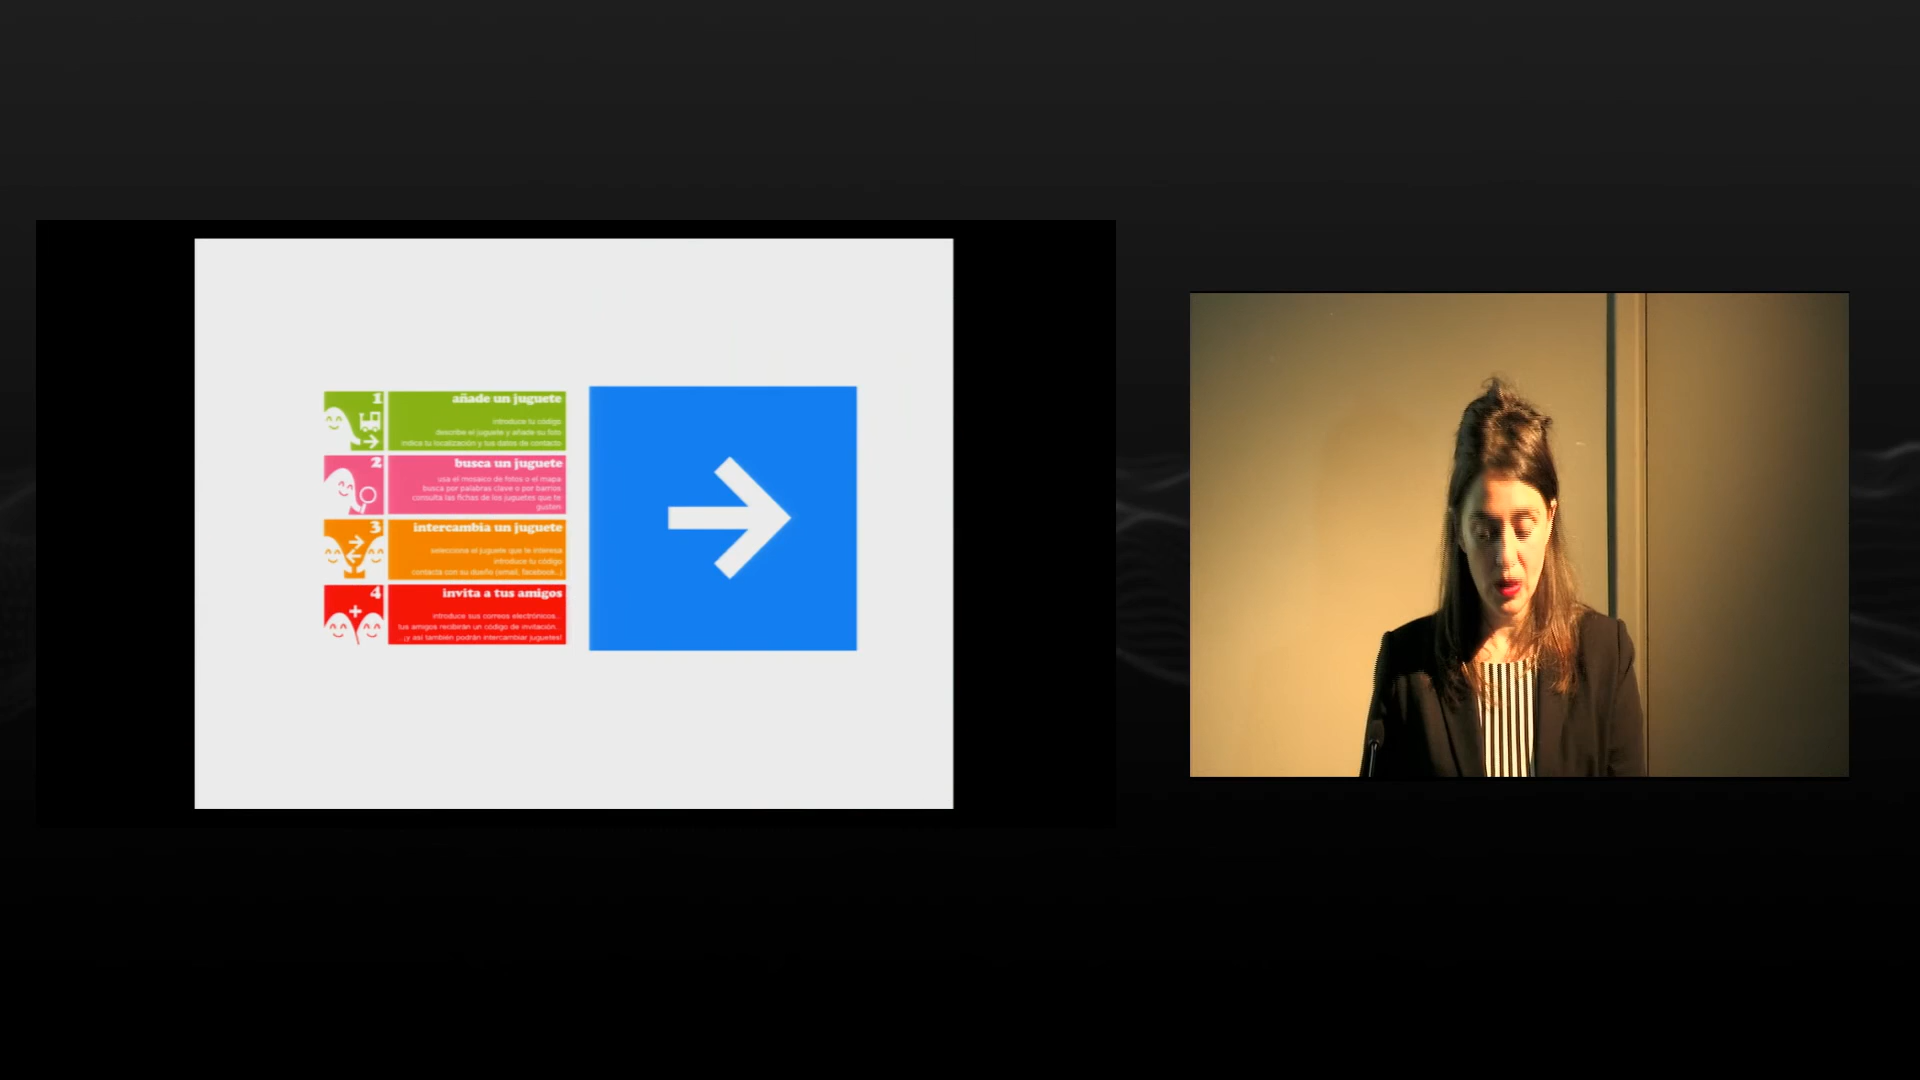 1
añade un juguete
introduce tu código
describe el juguete y añade su foto
indica tu localización y tus datos de contacto
2
busca un juguete
usa el mosaico de fotos o el mapa
busca por palabras clave o por barrios
consulta las fichas de los juguetes que te
gusten
3
intercambia un juguete
selecciona el juguete que te interesa
introduce tu código
contacta con su dueño (email, facebook...)
4
invita a tus amigos
introduce sus correos electrónicos...
tus amigos recibirán un código de invitación...
...¡y así también podrán intercambiar juguetes!